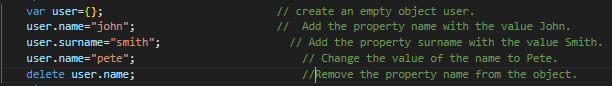 var user={}; // create an empty object user.
user.name="john"; // Add the property name with the value John.
user.surname="smith"; // Add the property surname with the value Smith.
user.name="pete"; // Change the value of the name to Pete.
delete user.name; //Remove the property name from the object.